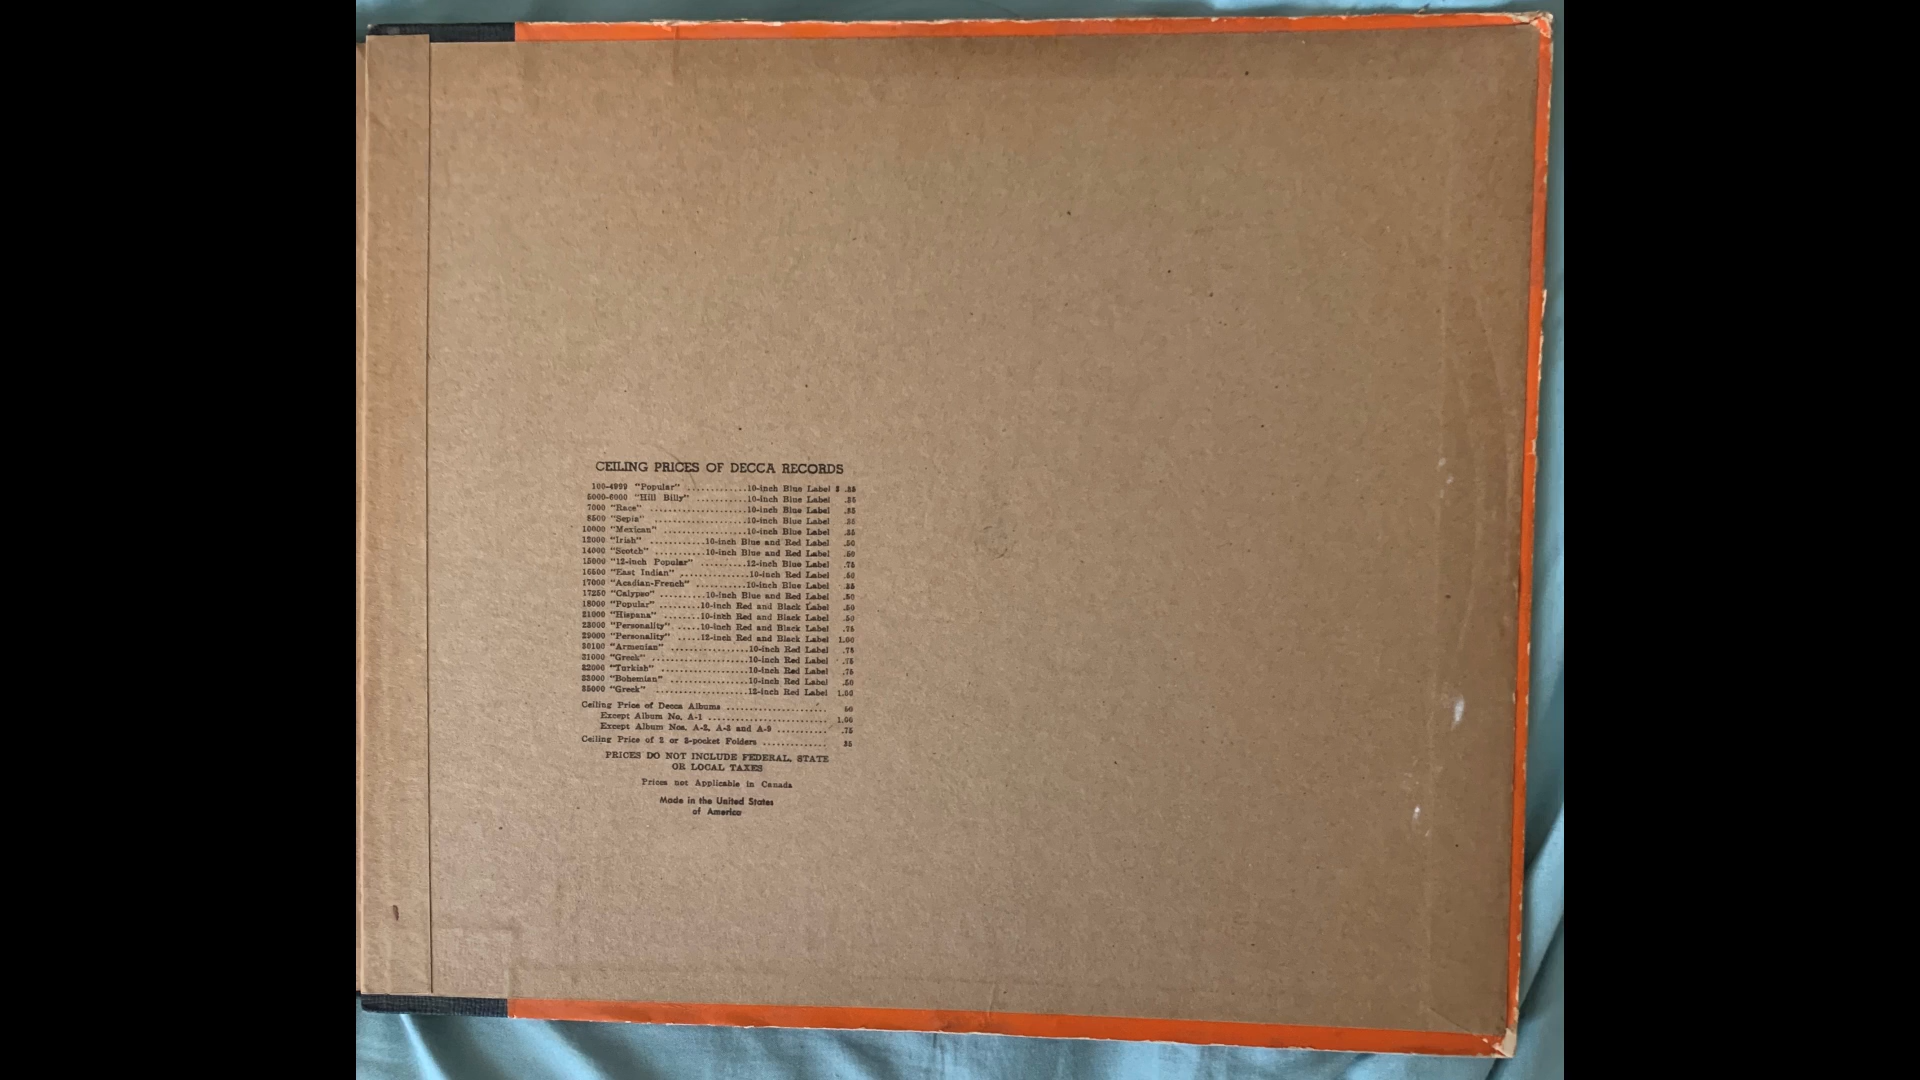 CEILING PRICES OF DECCA RECORDS
100-4999 "Popular" ............10-inch Blue Label $ .35
5000-6000 "Hill Billy" ...........10-inch Blue Label .35
7000 "Race" ....................10-inch Blue Label .35
8500 "Sepia" ...................10-inch Blue Label .35
10000 "Mexican" .................10-inch Blue Label .35
12000 "Irish" ...........10-inch Blue and Red Label .50
14000 "Scotch" ..........10-inch Blue and Red Label .50
15000 "12-inch Popular" .........12-inch Blue Label .75
16500 "East Indian" ..............10-inch Red Label .50
17000 "Acadian-French" ..........10-inch Blue Label .35
17250 "Calypso" .........10-inch Blue and Red Label .50
18000 "Popular" .........10-inch Red and Black Label .50
21000 "Hispana" ........10-inch Red and Black Label .50
23000 "Personality" .....10-inch Red and Black Label .75
29000 "Personality" .....12-inch Red and Black Label 1.00
30100 "Armenian" ................10-inch Red Label .75
31000 "Greek" ...................10-inch Red Label .75
32000 "Turkish" ..................10-inch Red Label .75
33000 "Bohemian" ................10-inch Red Label .50
35000 "Greek" ...................12-inch Red Label 1.00
Ceiling Price of Decca Albums ..................... 50
Except Album No. A-1 ......................... 1.00
Except Album Nos. A-2, A-3 and A-9 ........... .75
Ceiling Price of 2 or 3-pocket Folders ............. 35
PRICES DO NOT INCLUDE FEDERAL, STATE
OR LOCAL TAXES
Prices not Applicable in Canada
Made in the United States
of America